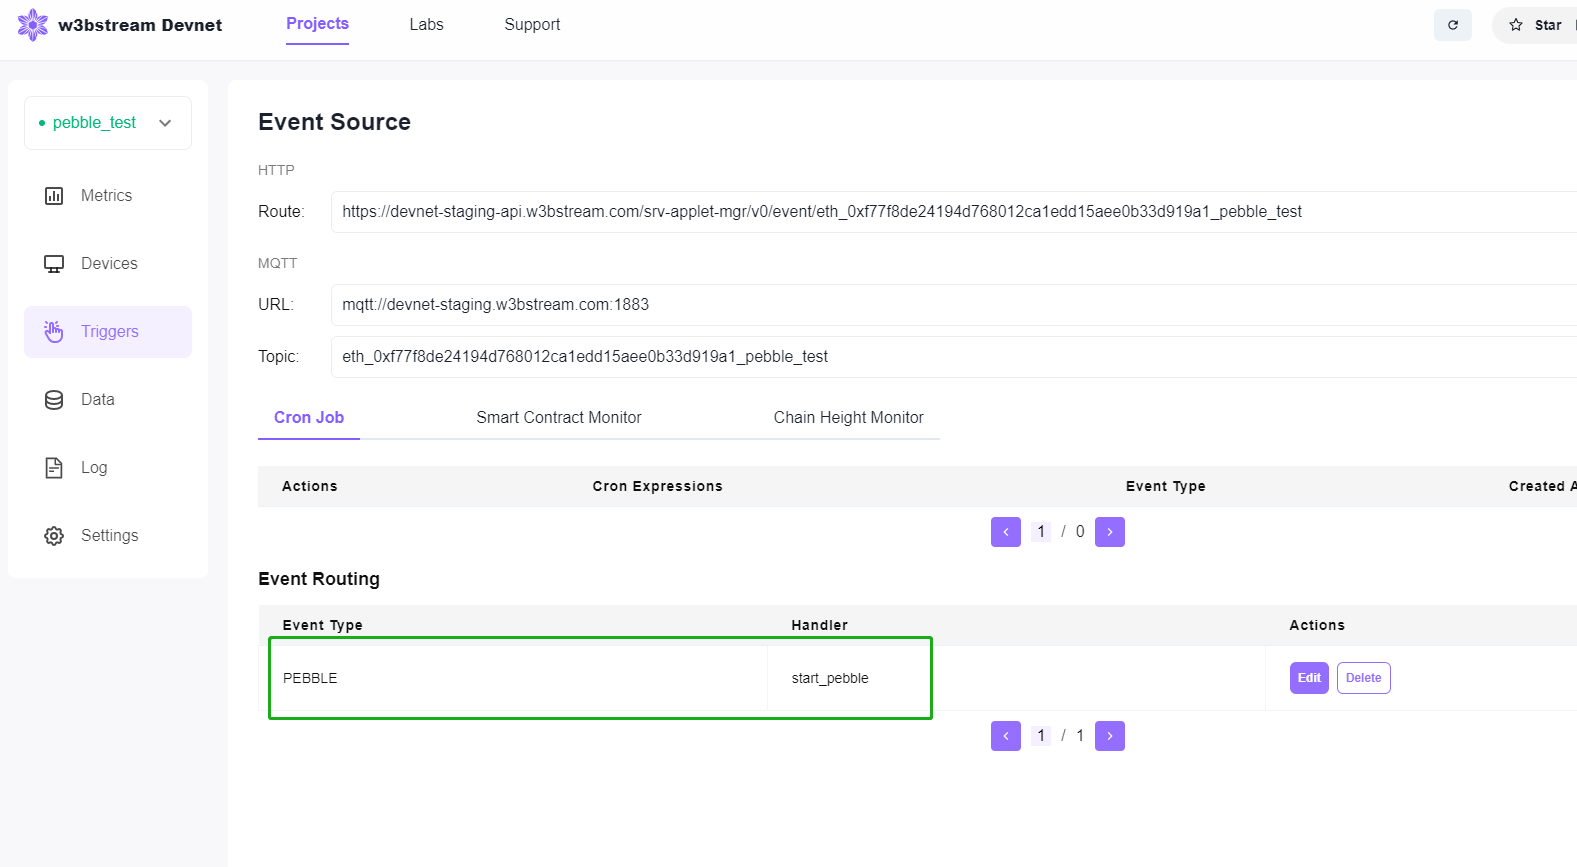 w3bstream Devnet
Projects
Labs
Support
Star
pebble_test
Metrics
Devices
Triggers
Data
Log
Settings
Event Source
HTTP
Route: https://devnet-staging-api.w3bstream.com/srv-applet-mgr/v0/event/eth_0xf77f8de24194d768012ca1edd15aee0b33d919a1_pebble_test
MQTT
URL: mqtt://devnet-staging.w3bstream.com:1883
Topic: eth_0xf77f8de24194d768012ca1edd15aee0b33d919a1_pebble_test
Cron Job Smart Contract Monitor Chain Height Monitor
Actions Cron Expressions Event Type Created A
1 / 0
Event Routing
Event Type Handler Actions
PEBBLE start_pebble Edit Delete
1 / 1